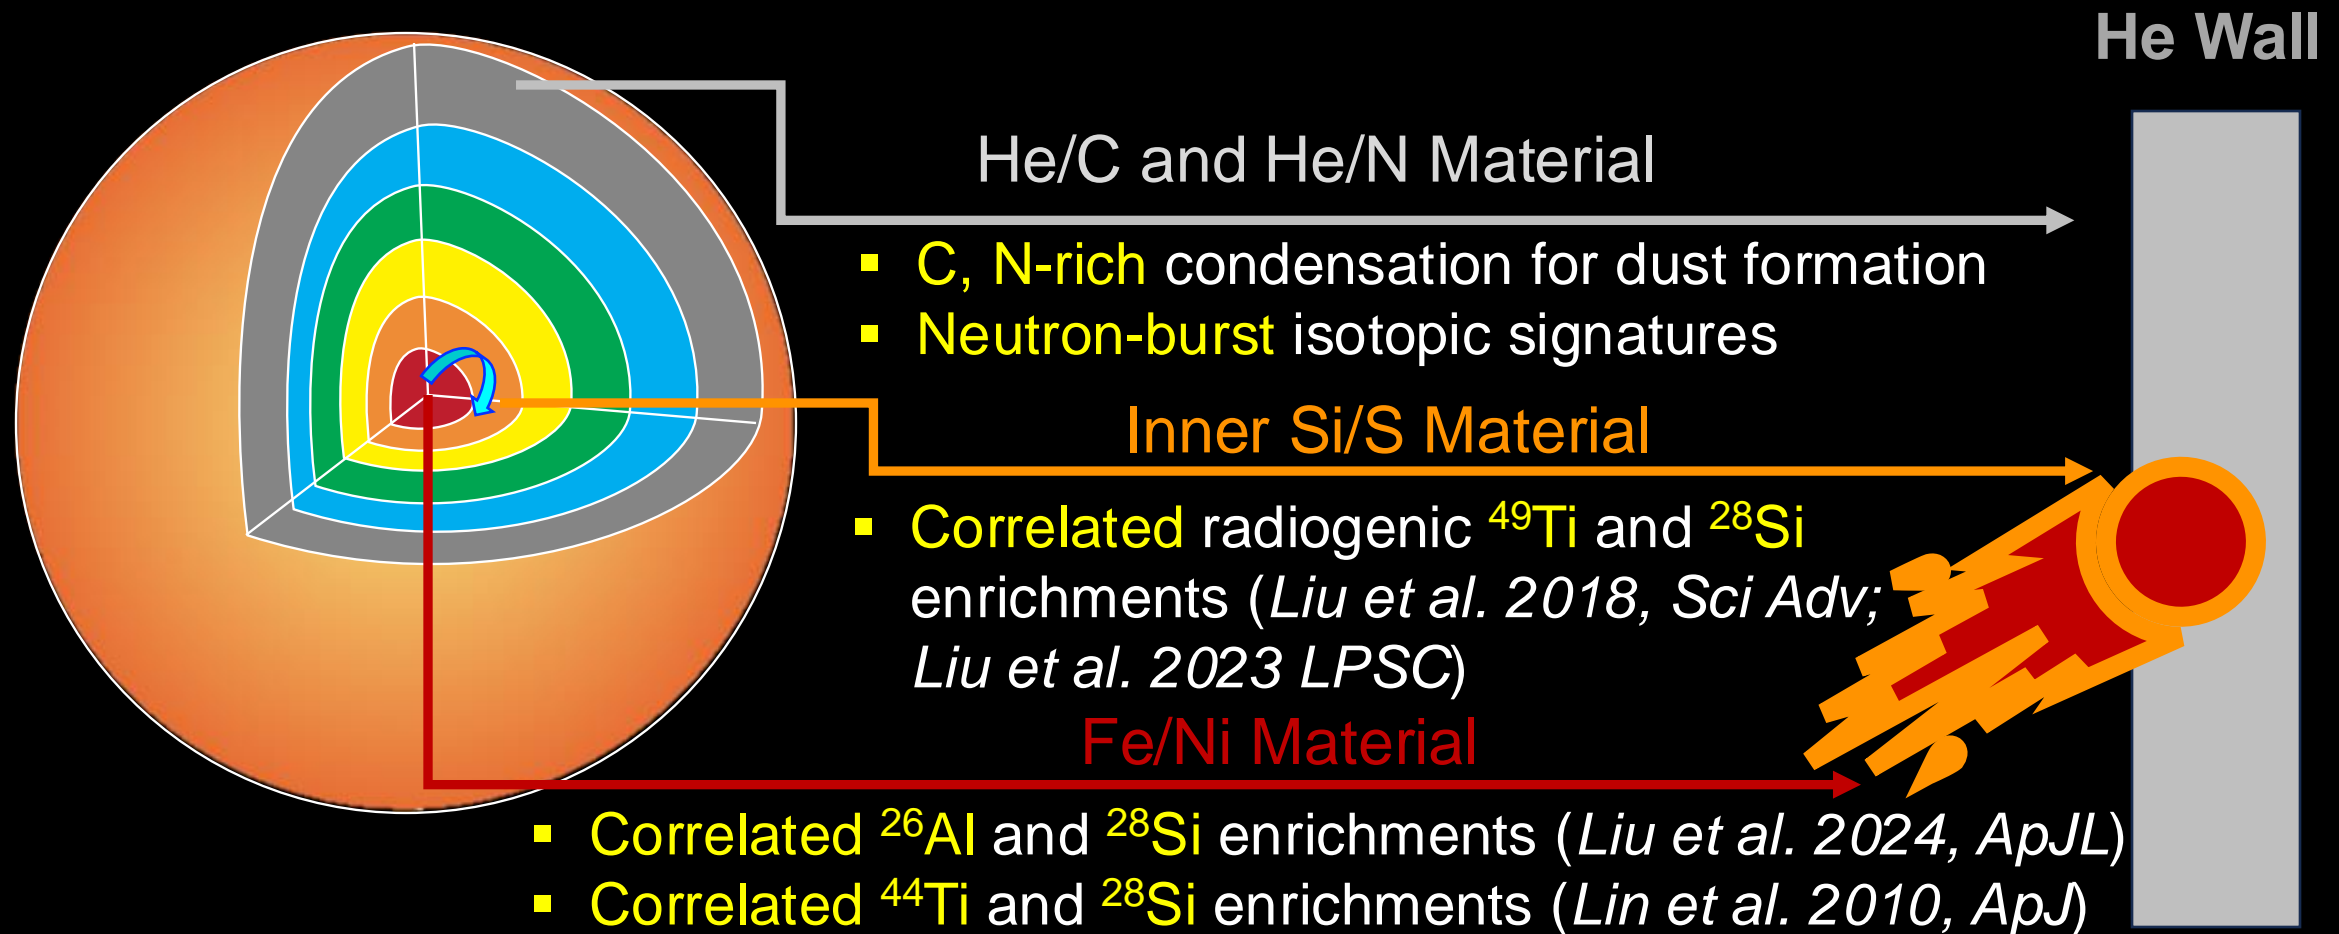 He Wall
He/C and He/N Material
▪ C, N-rich condensation for dust formation
▪ Neutron-burst isotopic signatures
Inner Si/S Material
▪ Correlated radiogenic ⁴⁹Ti and ²⁸Si
enrichments (Liu et al. 2018, Sci Adv;
Liu et al. 2023 LPSC)
Fe/Ni Material
▪ Correlated ²⁶Al and ²⁸Si enrichments (Liu et al. 2024, ApJL)
▪ Correlated ⁴⁴Ti and ²⁸Si enrichments (Lin et al. 2010, ApJ)